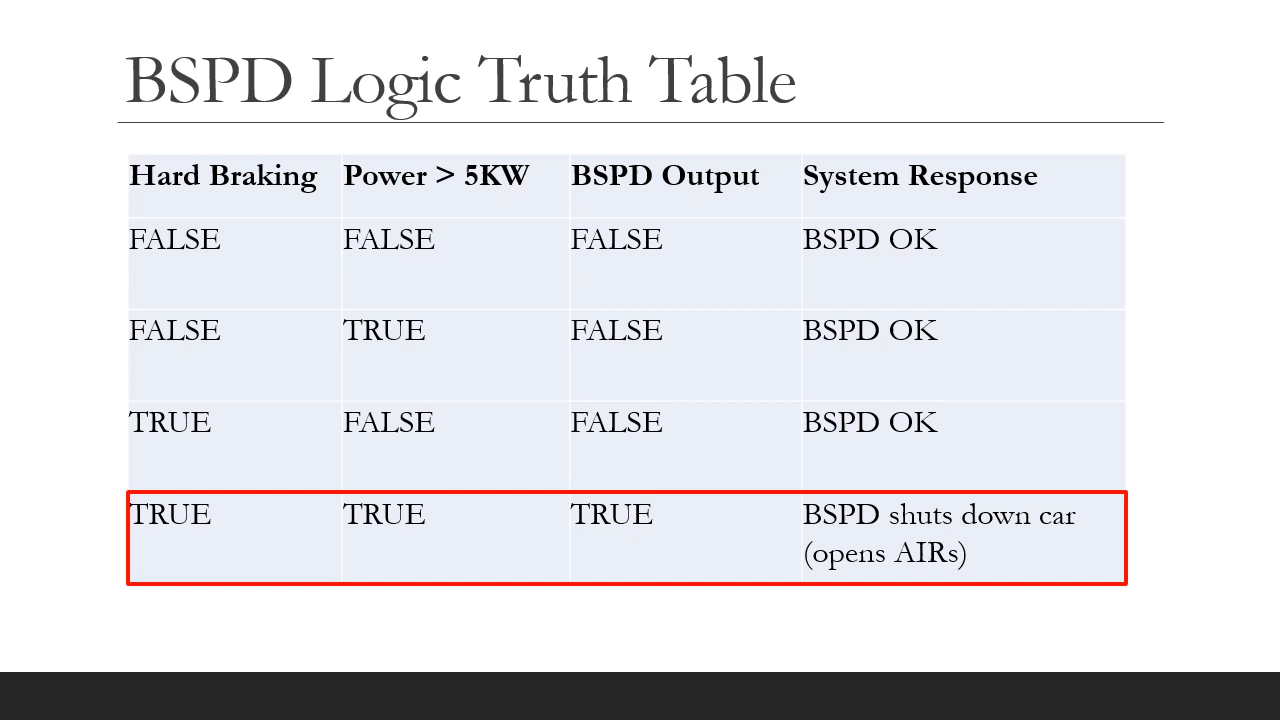 BSPD Logic Truth Table
Hard Braking Power > 5KW BSPD Output System Response
FALSE FALSE FALSE BSPD OK
FALSE TRUE FALSE BSPD OK
TRUE FALSE FALSE BSPD OK
TRUE TRUE TRUE BSPD shuts down car
(opens AIRs)